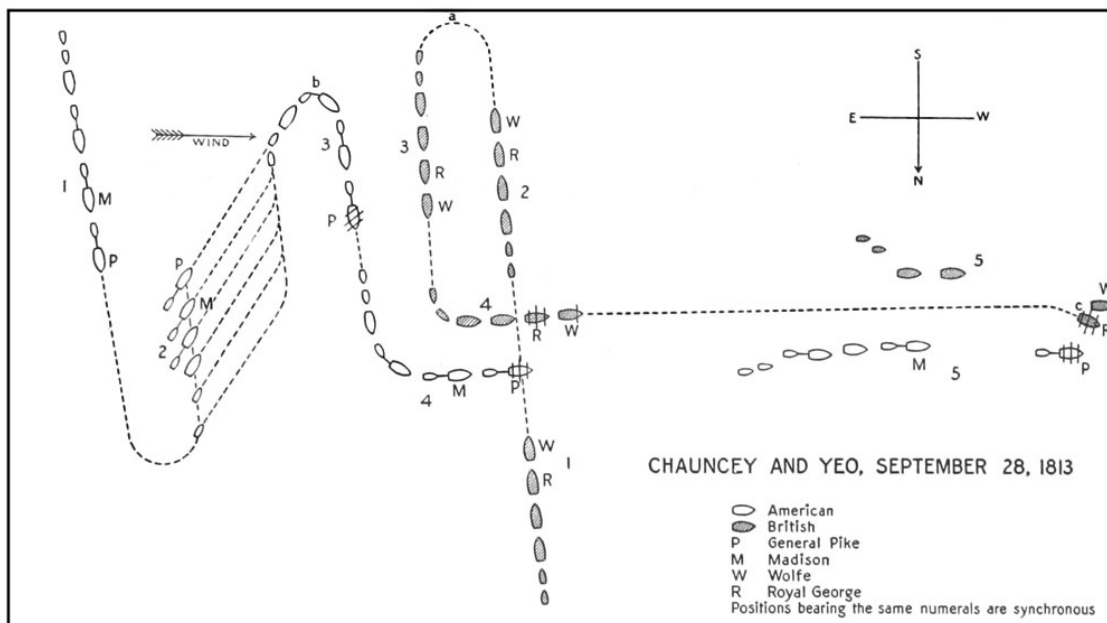 a
S
b
W
E W
WIND
3
3
R
N
1
R
2
M
W
P
P
P
5
W
M
4
c
R
W
R
2
P
M
P
4
M
5
P
W
1
R
CHAUNCEY AND YEO, SEPTEMBER 28, 1813
American
British
P General Pike
M Madison
W Wolfe
R Royal George
Positions bearing the same numerals are synchronous